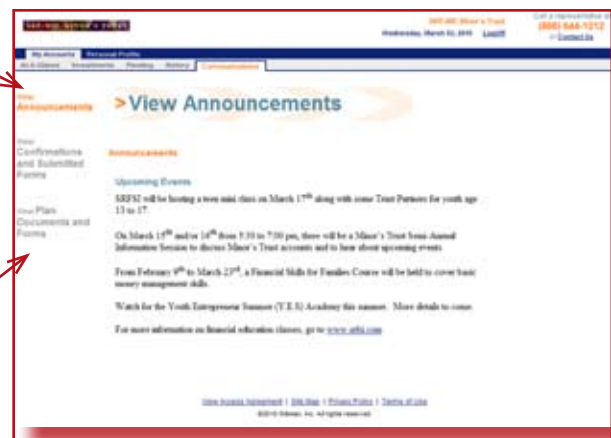 Wednesday, March 03, 2010 Logoff
(888) 544-1212
Contact Us
My Accounts Personal Profile
At-A-Glance Investments Pending History Communications
View
Announcements
>View Announcements
View
Confirmations
and Submitted
Forms
Announcements
Upcoming Events
will be hosting a teen mini class on March 17th along with some Trust Partners for youth age
13 to 17.
View Plan
Documents and
Forms
On March 15th and/or 16th from 5:30 to 7:00 pm, there will be a Minor's Trust Semi-Annual
Information Session to discuss Minor's Trust accounts and to hear about upcoming events.
From February 9th to March 23rd, a Financial Skills for Families Course will be held to cover basic
money management skills.
Watch for the Youth Entrepreneur Summer (Y.E.S) Academy this summer. More details to come.
For more information on financial education classes, go to
View Access Agreement | Site Map | Privacy Policy | Terms of Use
All rights reserved.